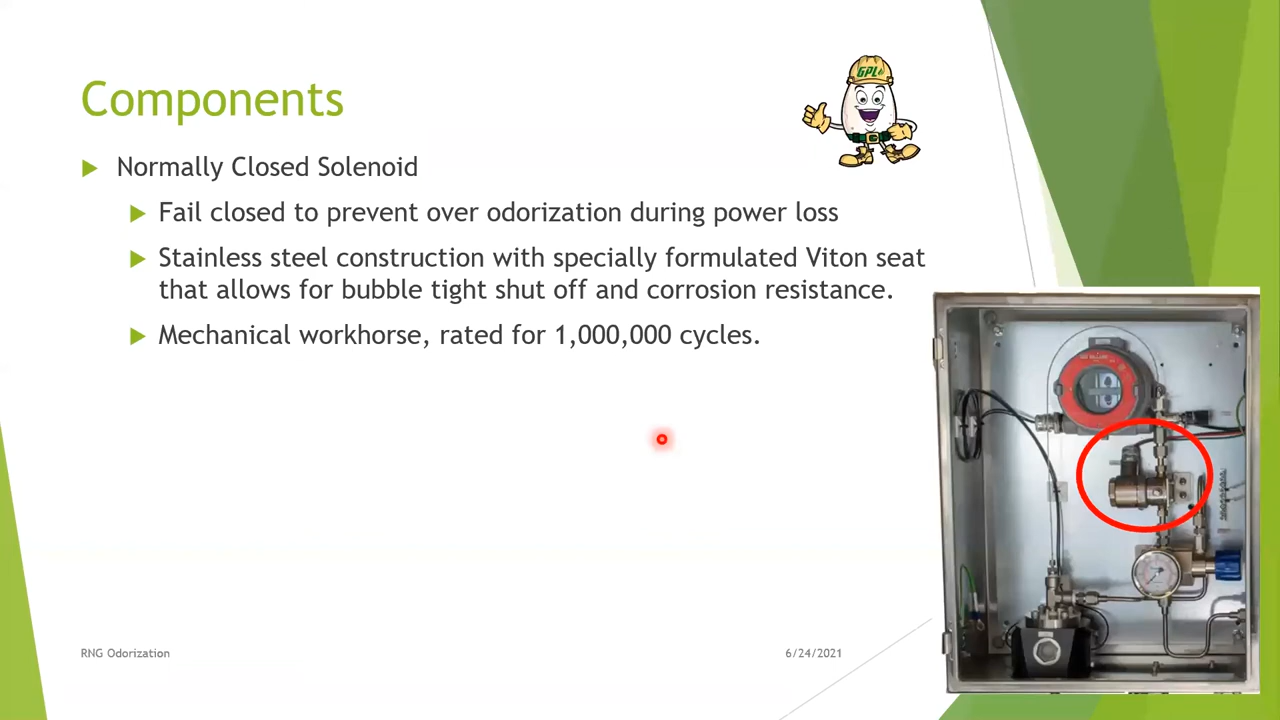 GPL
Components
Normally Closed Solenoid
Fail closed to prevent over odorization during power loss
Stainless steel construction with specially formulated Viton seat
that allows for bubble tight shut off and corrosion resistance.
Mechanical workhorse, rated for 1,000,000 cycles.
RNG Odorization
6/24/2021